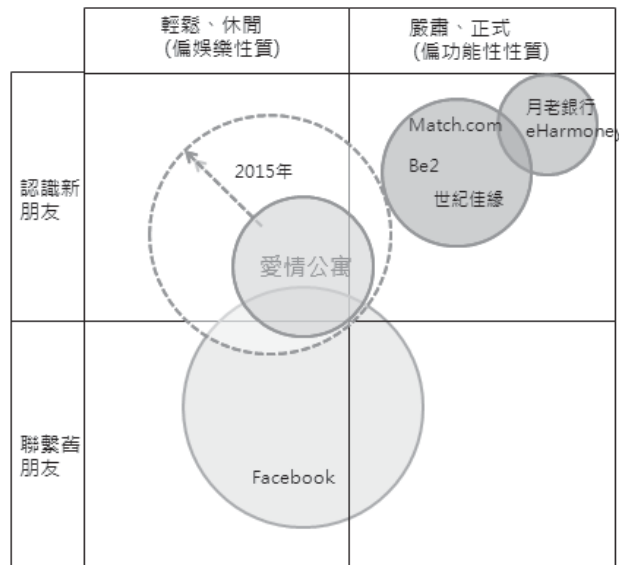 輕鬆、休閒
(偏娛樂性質)
嚴肅、正式
(偏功能性性質)
認識新
朋友
2015年
愛情公寓
Match.com
Be2
世紀佳緣
月老銀行
eHarmoney
聯繫舊
朋友
Facebook